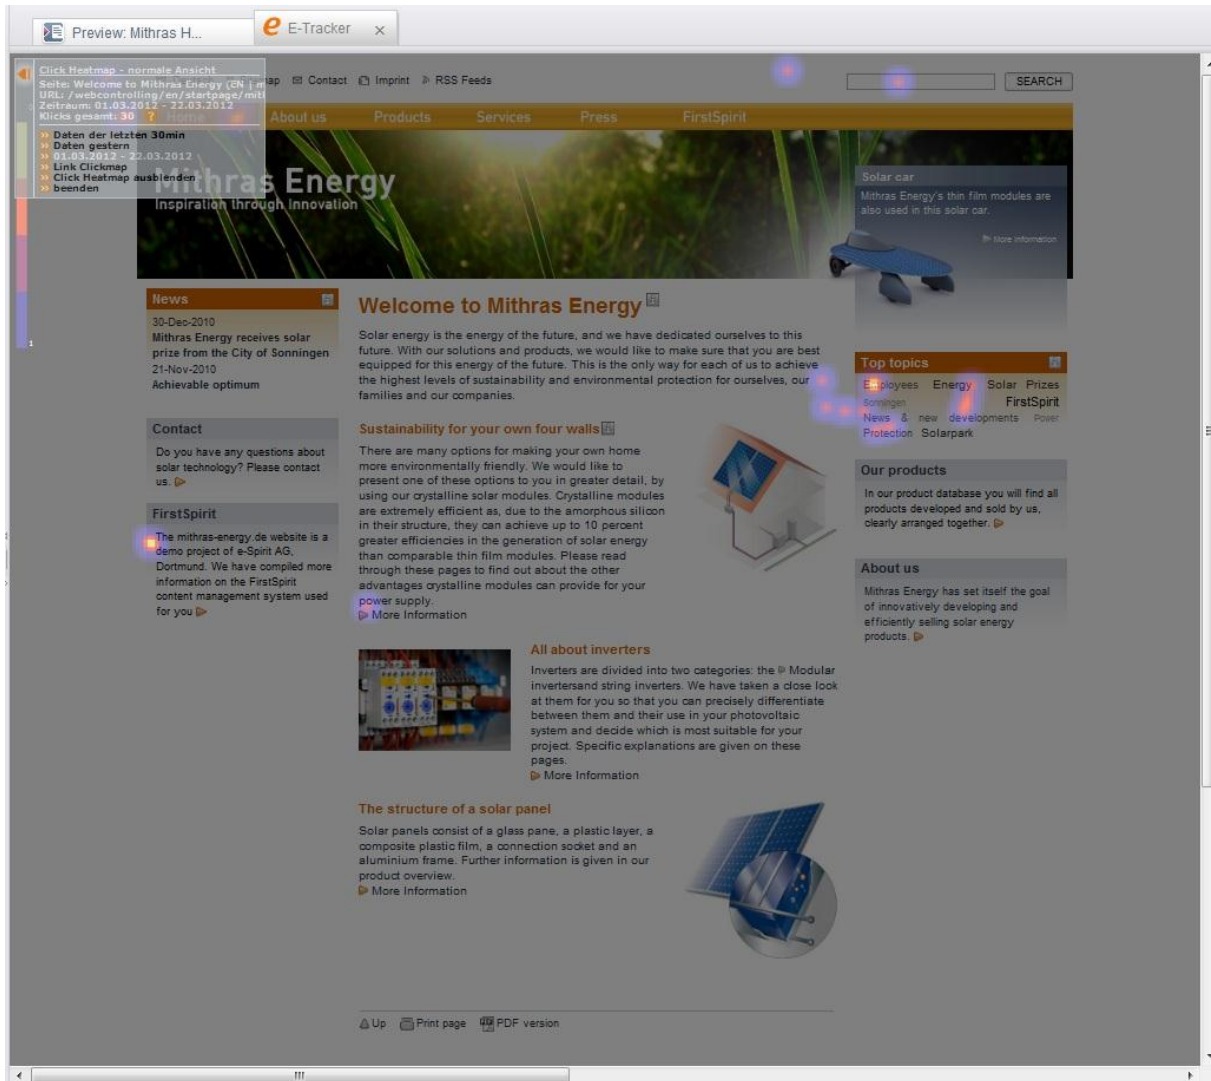 Preview: Mithras H...
E-Tracker
Click Heatmap - normale Ansicht
Seite: Welcome to Mithras Energy (EN | m
URL: /webcontrolling/en/startpage/mit
Zeitraum: 01.03.2012 - 22.03.2012
Klicks gesamt: 30 ?
» Daten der letzten 30min
» Daten gestern
» 01.03.2012 - 22.03.2012
» Link Clickmap
» Click Heatmap ausblenden
» beenden
1
Contact Imprint RSS Feeds
SEARCH
Home About us Products Services Press FirstSpirit
Mithras Energy
Inspiration through Innovation
Solar car
Mithras Energy's thin film modules are
also used in this solar car.
More information
News
30-Dec-2010
Mithras Energy receives solar
prize from the City of Sonningen
21-Nov-2010
Achievable optimum
Contact
Do you have any questions about
solar technology? Please contact
us.
FirstSpirit
The mithras-energy.de website is a
demo project of e-Spirit AG,
Dortmund. We have compiled more
information on the FirstSpirit
content management system used
for you
Welcome to Mithras Energy
Solar energy is the energy of the future, and we have dedicated ourselves to this
future. With our solutions and products, we would like to make sure that you are best
equipped for this energy of the future. This is the only way for each of us to achieve
the highest levels of sustainability and environmental protection for ourselves, our
families and our companies.
Sustainability for your own four walls
There are many options for making your own home
more environmentally friendly. We would like to
present one of these options to you in greater detail, by
using our crystalline solar modules. Crystalline modules
are extremely efficient as, due to the amorphous silicon
in their structure, they can achieve up to 10 percent
greater efficiencies in the generation of solar energy
than comparable thin film modules. Please read
through these pages to find out about the other
advantages crystalline modules can provide for your
power supply.
More Information
All about inverters
Inverters are divided into two categories: the Modular
invertersand string inverters. We have taken a close look
at them for you so that you can precisely differentiate
between them and their use in your photovoltaic
system and decide which is most suitable for your
project. Specific explanations are given on these
pages.
More Information
The structure of a solar panel
Solar panels consist of a glass pane, a plastic layer, a
composite plastic film, a connection socket and an
aluminium frame. Further information is given in our
product overview.
More Information
Top topics
Employees Energy Solar Prizes
Sonningen FirstSpirit
News & new developments Power
Protection Solarpark
Our products
In our product database you will find all
products developed and sold by us,
clearly arranged together.
About us
Mithras Energy has set itself the goal
of innovatively developing and
efficiently selling solar energy
products.
Up Print page PDF version